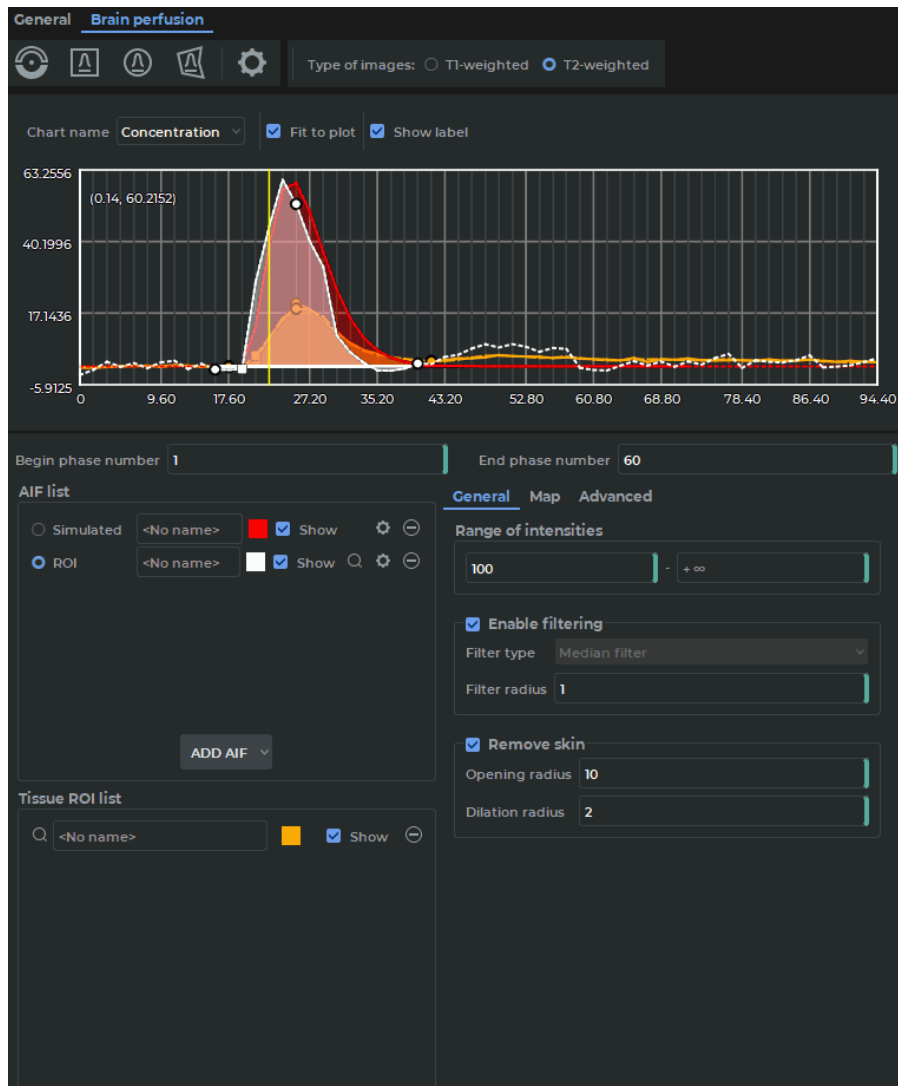 General Brain perfusion
Type of images: T1-weighted T2-weighted
Chart name Concentration Fit to plot Show label
63.2556
(0.14, 60.2152)
40.1996
17.1436
-5.9125
0 9.60 17.60 27.20 35.20 43.20 52.80 60.80 68.80 78.40 86.40 94.40
Begin phase number 1 End phase number 60
AIF list
Simulated <No name> Show
ROI <No name> Show
ADD AIF
Tissue ROI list
<No name> Show
General Map Advanced
Range of intensities
100 - +∞
Enable filtering
Filter type Median filter
Filter radius 1
Remove skin
Opening radius 10
Dilation radius 2